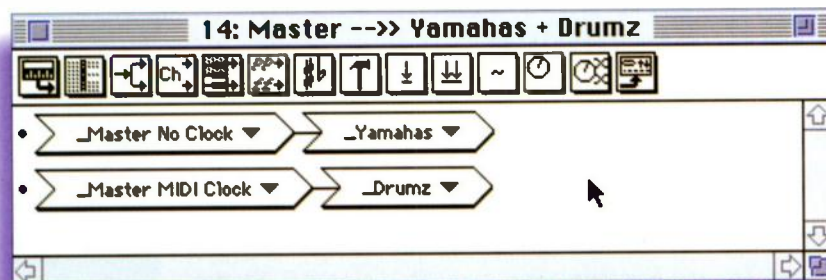 14: Master -->> Yamahas + Drumz
Ch.
• _Master No Clock ▼ _Yamahas ▼
• _Master MIDI Clock ▼ _Drumz ▼